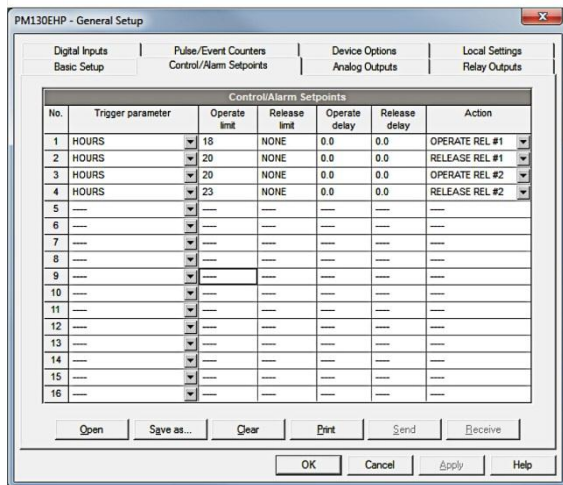 PM130EHP - General Setup
Digital Inputs Pulse/Event Counters Device Options Local Settings
Basic Setup Control/Alarm Setpoints Analog Outputs Relay Outputs
Control/Alarm Setpoints
No. Trigger parameter Operate limit Release limit Operate delay Release delay Action
1 HOURS 18 NONE 0.0 0.0 OPERATE REL #1
2 HOURS 20 NONE 0.0 0.0 RELEASE REL #1
3 HOURS 20 NONE 0.0 0.0 OPERATE REL #2
4 HOURS 23 NONE 0.0 0.0 RELEASE REL #2
5 ---- ---- ---- ---- ---- ----
6 ---- ---- ---- ---- ---- ----
7 ---- ---- ---- ---- ---- ----
8 ---- ---- ---- ---- ---- ----
9 ---- ---- ---- ---- ---- ----
10 ---- ---- ---- ---- ---- ----
11 ---- ---- ---- ---- ---- ----
12 ---- ---- ---- ---- ---- ----
13 ---- ---- ---- ---- ---- ----
14 ---- ---- ---- ---- ---- ----
15 ---- ---- ---- ---- ---- ----
16 ---- ---- ---- ---- ---- ----
Open Save as... Clear Print Send Receive
OK Cancel Apply Help